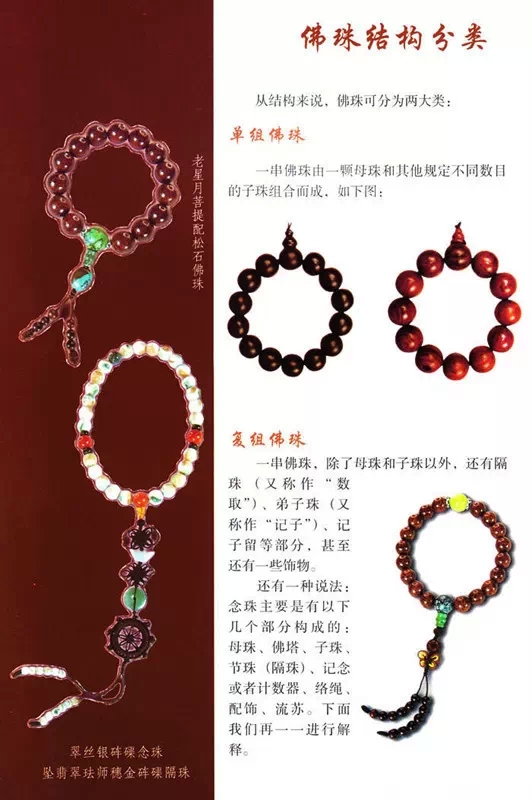 佛珠结构分类
从结构来说，佛珠可分为两大类：
单组佛珠
一串佛珠由一颗母珠和其他规定不同数目
的子珠组合而成，如下图：
复组佛珠
一串佛珠，除了母珠和子珠以外，还有隔
珠（又称作“数
取”）、弟子珠（又
称作“记子”）、记
子留等部分，甚至
还有一些饰物。
还有一种说法：
念珠主要是有以下
几个部分构成的：
母珠、佛塔、子珠、
节珠（隔珠）、记念
或者计数器、络绳、
配饰、流苏。下面
我们再一一进行解
释。
老星月菩提配松石佛珠
翠丝银砗磲念珠
坠翡翠珐师穗金砗磲隔珠